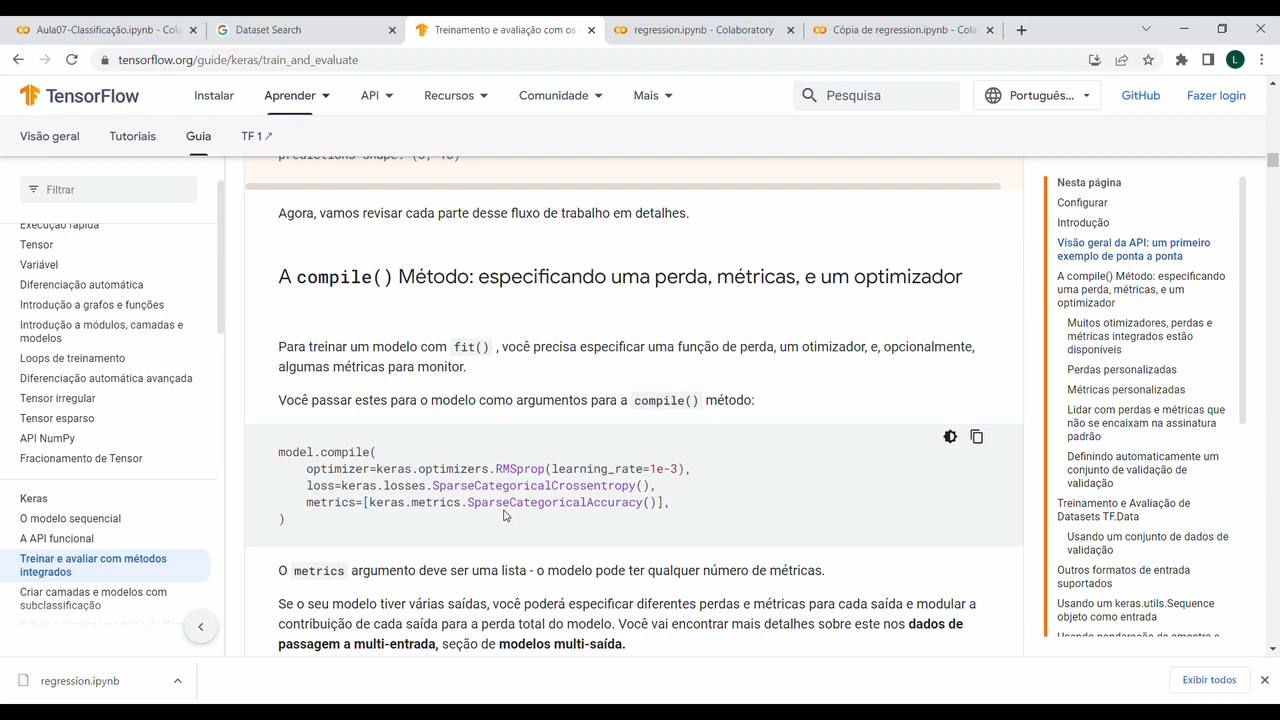 Aula07-Classificação.ipynb - Cola
Dataset Search
Treinamento e avaliação com os
regression.ipynb - Colaboratory
Cópia de regression.ipynb - Cola
tensorflow.org/guide/keras/train_and_evaluate
L
TensorFlow
Instalar
Aprender
API
Recursos
Comunidade
Mais
Pesquisa
Português...
GitHub
Fazer login
Visão geral
Tutoriais
Guia
TF 1
Filtrar
Execução rápida
Tensor
Variável
Diferenciação automática
Introdução a grafos e funções
Introdução a módulos, camadas e
modelos
Loops de treinamento
Diferenciação automática avançada
Tensor irregular
Tensor esparso
API NumPy
Fracionamento de Tensor
Keras
O modelo sequencial
A API funcional
Treinar e avaliar com métodos
integrados
Criar camadas e modelos com
subclassificação
predictions shape: (3, 10)
Agora, vamos revisar cada parte desse fluxo de trabalho em detalhes.
A compile() Método: especificando uma perda, métricas, e um optimizador
Para treinar um modelo com fit() , você precisa especificar uma função de perda, um otimizador, e, opcionalmente,
algumas métricas para monitor.
Você passar estes para o modelo como argumentos para a compile() método:
model.compile(
optimizer=keras.optimizers.RMSprop(learning_rate=1e-3),
loss=keras.losses.SparseCategoricalCrossentropy(),
metrics=[keras.metrics.SparseCategoricalAccuracy()],
)
O metrics argumento deve ser uma lista - o modelo pode ter qualquer número de métricas.
Se o seu modelo tiver várias saídas, você poderá especificar diferentes perdas e métricas para cada saída e modular a
contribuição de cada saída para a perda total do modelo. Você vai encontrar mais detalhes sobre este nos dados de
passagem a multi-entrada, seção de modelos multi-saída.
Nesta página
Configurar
Introdução
Visão geral da API: um primeiro
exemplo de ponta a ponta
A compile() Método: especificando
uma perda, métricas, e um
optimizador
Muitos otimizadores, perdas e
métricas integrados estão
disponíveis
Perdas personalizadas
Métricas personalizadas
Lidar com perdas e métricas que
não se encaixam na assinatura
padrão
Definindo automaticamente um
conjunto de validação de
validação
Treinamento e Avaliação de
Datasets TF.Data
Usando um conjunto de dados de
validação
Outros formatos de entrada
suportados
Usando um keras.utils.Sequence
objeto como entrada
Usando ponderação de amostra e
regression.ipynb
Exibir todos